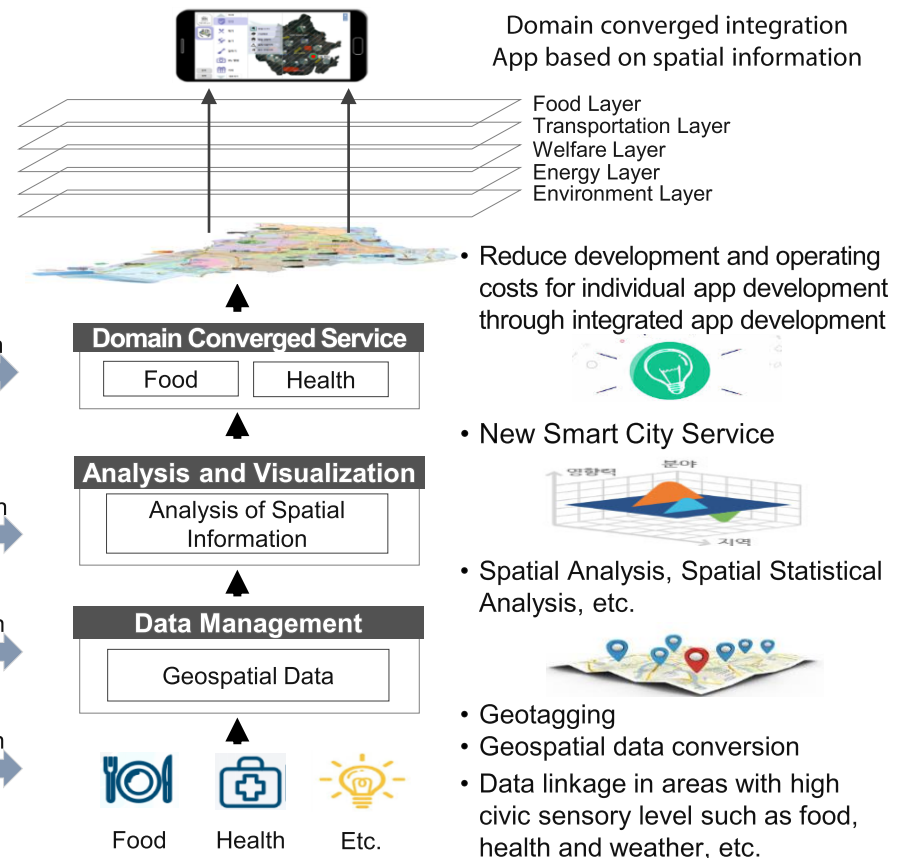 Domain converged integration
App based on spatial information
Food Layer
Transportation Layer
Welfare Layer
Energy Layer
Environment Layer
• Reduce development and operating
costs for individual app development
through integrated app development
Domain Converged Service
Food
Health
• New Smart City Service
영향력
분야
지역
Analysis and Visualization
Analysis of Spatial
Information
• Spatial Analysis, Spatial Statistical
Analysis, etc.
Data Management
Geospatial Data
• Geotagging
• Geospatial data conversion
• Data linkage in areas with high
civic sensory level such as food,
health and weather, etc.
Food
Health
Etc.